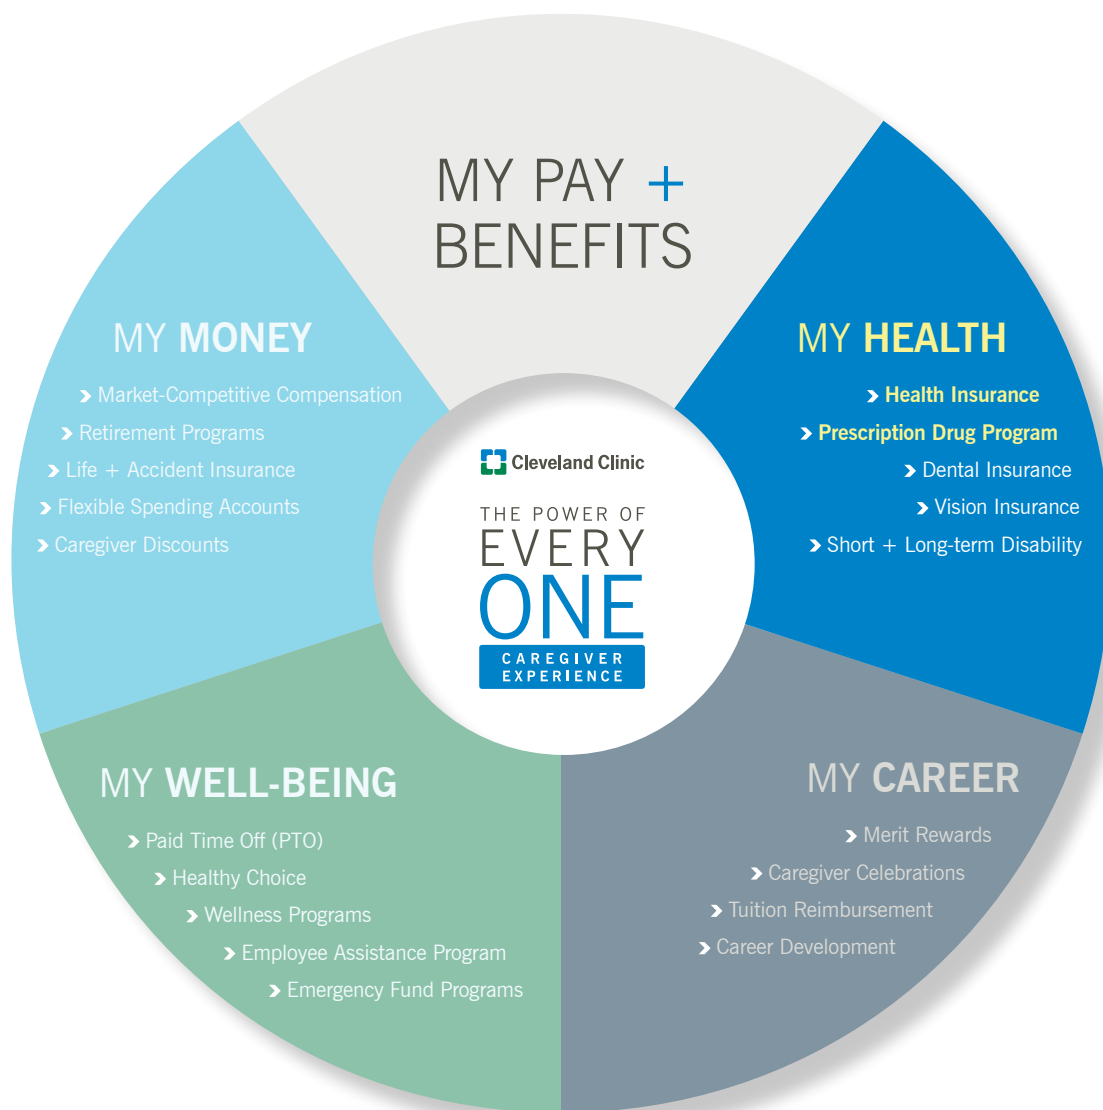 MY PAY +
BENEFITS
MY MONEY
› Market-Competitive Compensation
› Retirement Programs
› Life + Accident Insurance
› Flexible Spending Accounts
› Caregiver Discounts
MY HEALTH
› Health Insurance
› Prescription Drug Program
› Dental Insurance
› Vision Insurance
› Short + Long-term Disability
Cleveland Clinic
THE POWER OF
EVERY
ONE
CAREGIVER
EXPERIENCE
MY WELL-BEING
› Paid Time Off (PTO)
› Healthy Choice
› Wellness Programs
› Employee Assistance Program
› Emergency Fund Programs
MY CAREER
› Merit Rewards
› Caregiver Celebrations
› Tuition Reimbursement
› Career Development